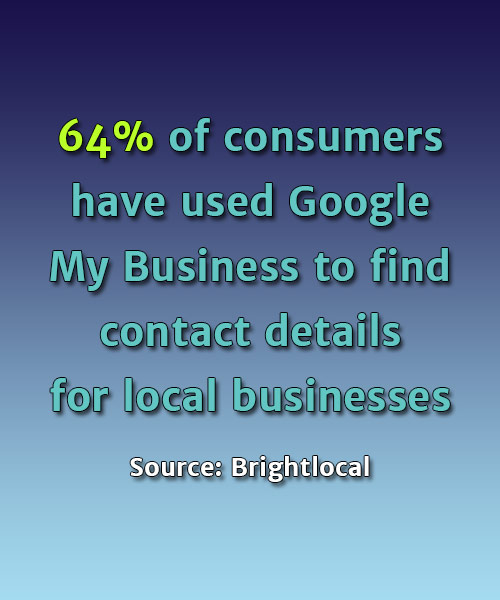 64% of consumers
have used Google
My Business to find
contact details
for local businesses
Source: Brightlocal